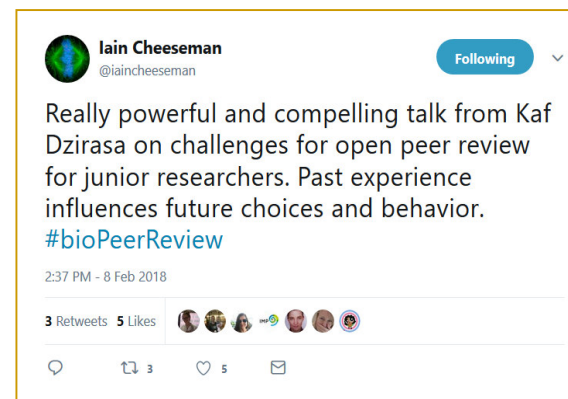 Iain Cheeseman
@iaincheeseman
Following
Really powerful and compelling talk from Kaf
Dzirasa on challenges for open peer review
for junior researchers. Past experience
influences future choices and behavior.
#bioPeerReview
2:37 PM - 8 Feb 2018
3 Retweets 5 Likes
IMP
3 5